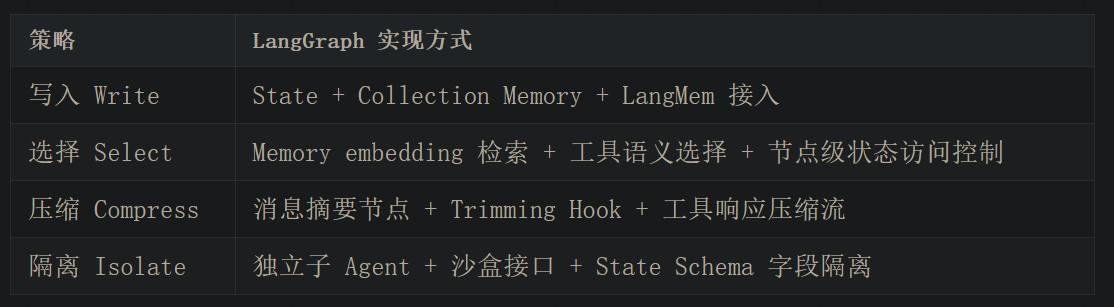 策略 LangGraph 实现方式
写入 Write State + Collection Memory + LangMem 接入
选择 Select Memory embedding 检索 + 工具语义选择 + 节点级状态访问控制
压缩 Compress 消息摘要节点 + Trimming Hook + 工具响应压缩流
隔离 Isolate 独立子 Agent + 沙盒接口 + State Schema 字段隔离